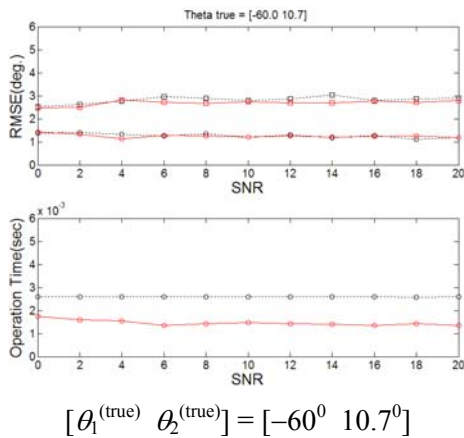 Theta true = [-60.0 10.7]
6
5
4
3
2
1
0
RMSE(deg.)
0 2 4 6 8 10 12 14 16 18 20
SNR
x 10⁻³
6
5
4
3
2
1
0
Operation Time(sec)
0 2 4 6 8 10 12 14 16 18 20
SNR
[θ₁^(true) θ₂^(true)] = [−60⁰ 10.7⁰]